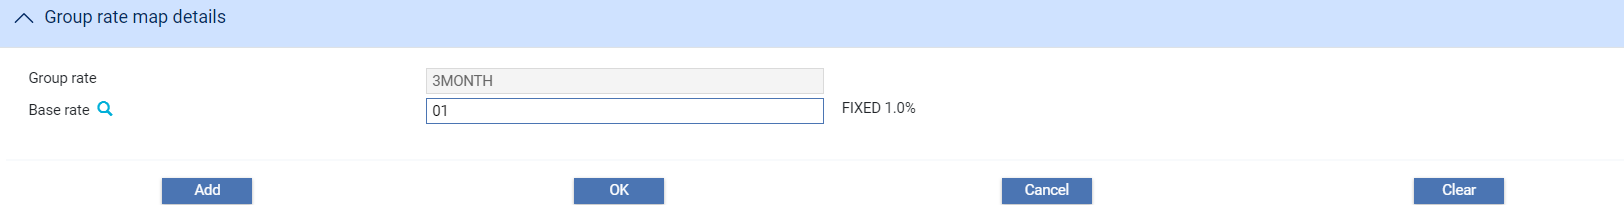 Group rate map details
Group rate 3MONTH
Base rate 01 FIXED 1.0%
Add OK Cancel Clear